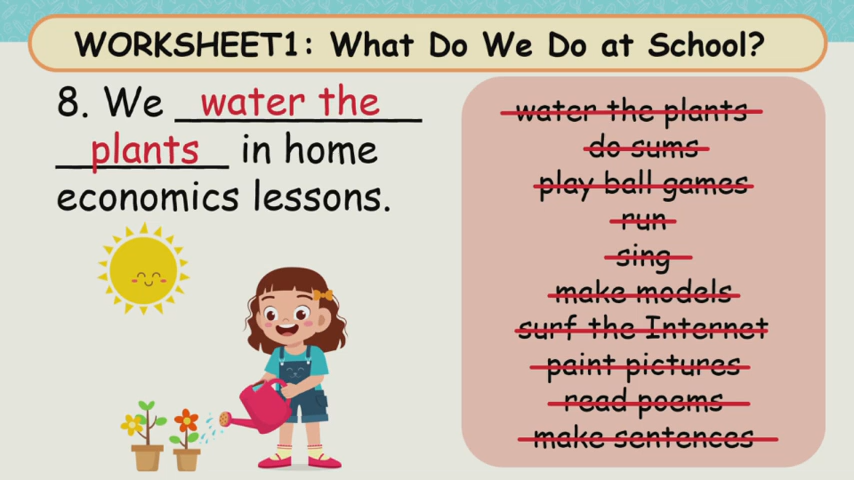 WORKSHEET1: What Do We Do at School?
8. We water the
plants in home
economics lessons.
water the plants
do sums
play ball games
run
sing
make models
surf the Internet
paint pictures
read poems
make sentences